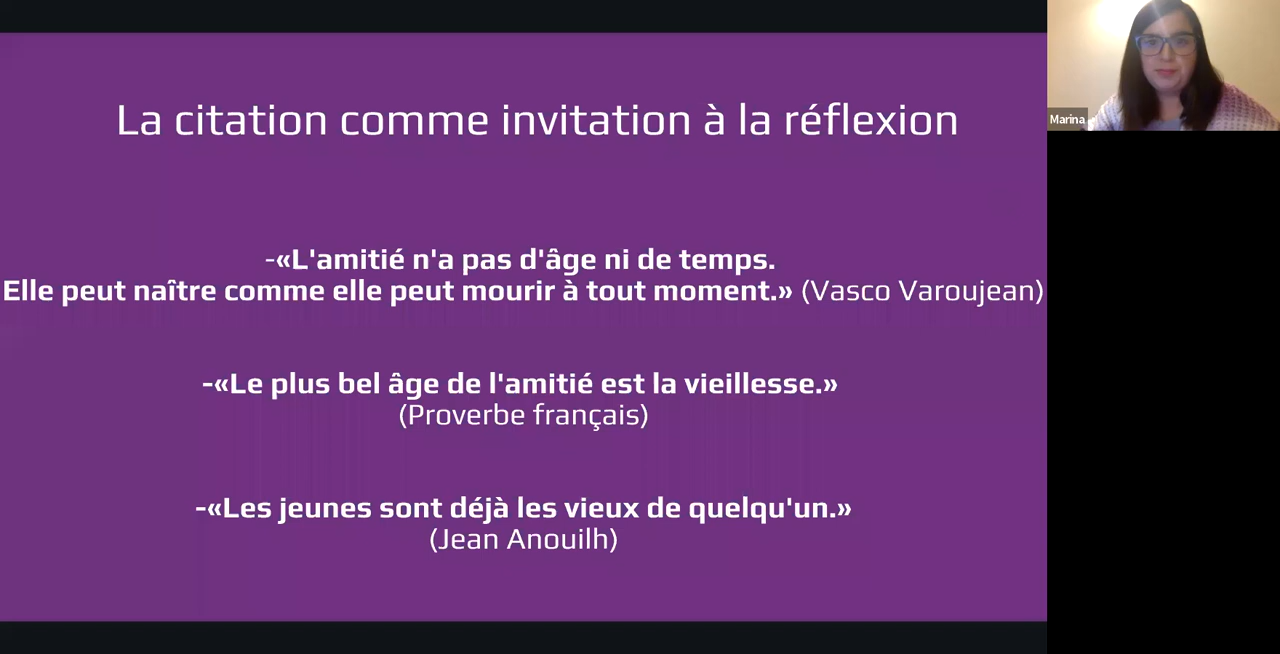 La citation comme invitation à la réflexion
-«L'amitié n'a pas d'âge ni de temps.
Elle peut naître comme elle peut mourir à tout moment.» (Vasco Varoujean)
-«Le plus bel âge de l'amitié est la vieillesse.»
(Proverbe français)
-«Les jeunes sont déjà les vieux de quelqu'un.»
(Jean Anouilh)
Marina